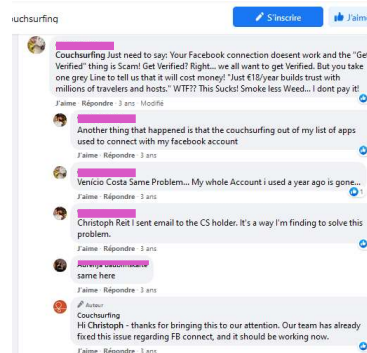 ouchsurfing
S'inscrire
J'aime
Couchsurfing Just need to say: Your Facebook connection doesent work and the "Get
Verified" thing is Scam! Get Verified? Right... we all want to get Verified. But you take
one grey Line to tell us that it will cost money! "Just €18/year builds trust with
millions of travelers and hosts." WTF?? This Sucks! Smoke less Weed... I dont pay it!
J'aime · Répondre · 3 ans · Modifié
Another thing that happened is that the couchsurfing out of my list of apps
used to connect with my facebook account
J'aime · Répondre · 3 ans
Venício Costa Same Problem... My whole Account i used a year ago is gone...
1
J'aime · Répondre · 3 ans
Christoph Reit I sent email to the CS holder. It's a way I'm finding to solve this
problem.
J'aime · Répondre · 3 ans
same here
J'aime · Répondre · 3 ans
Auteur
Couchsurfing
Hi Christoph - thanks for bringing this to our attention. Our team has already
fixed this issue regarding FB connect, and it should be working now.
J'aime · Répondre · 3 ans